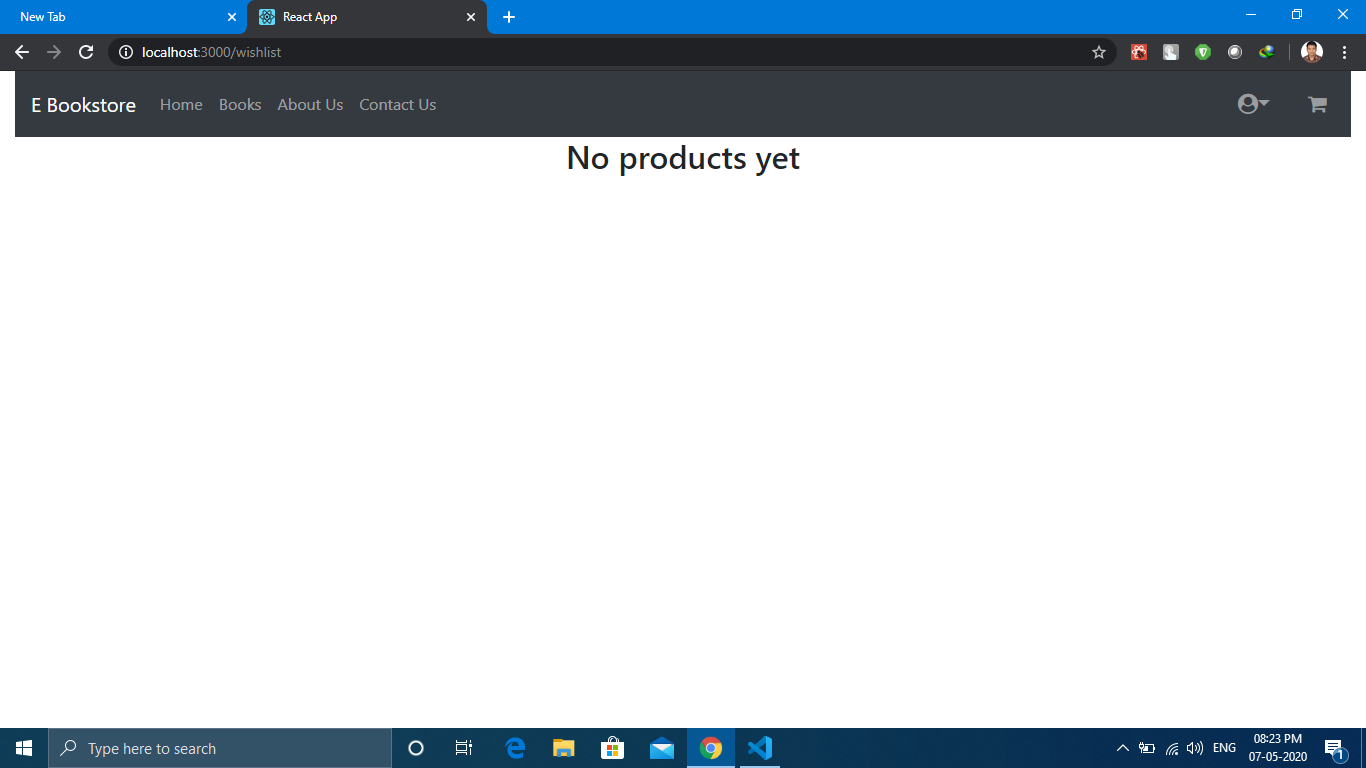 New Tab
React App
localhost:3000/wishlist
E Bookstore Home Books About Us Contact Us
No products yet
Type here to search
ENG
08:23 PM
07-05-2020
1